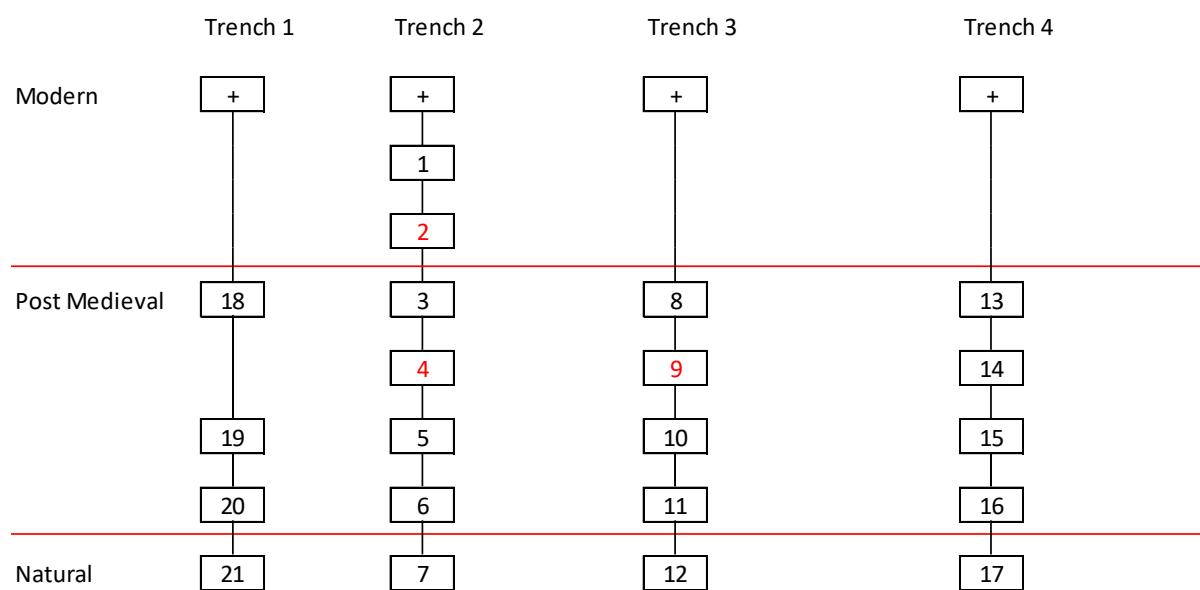 Trench 1 Trench 2 Trench 3 Trench 4
Modern + + + +
1
2
Post Medieval 18 3 8 13
4 9 14
19 5 10 15
20 6 11 16
Natural 21 7 12 17